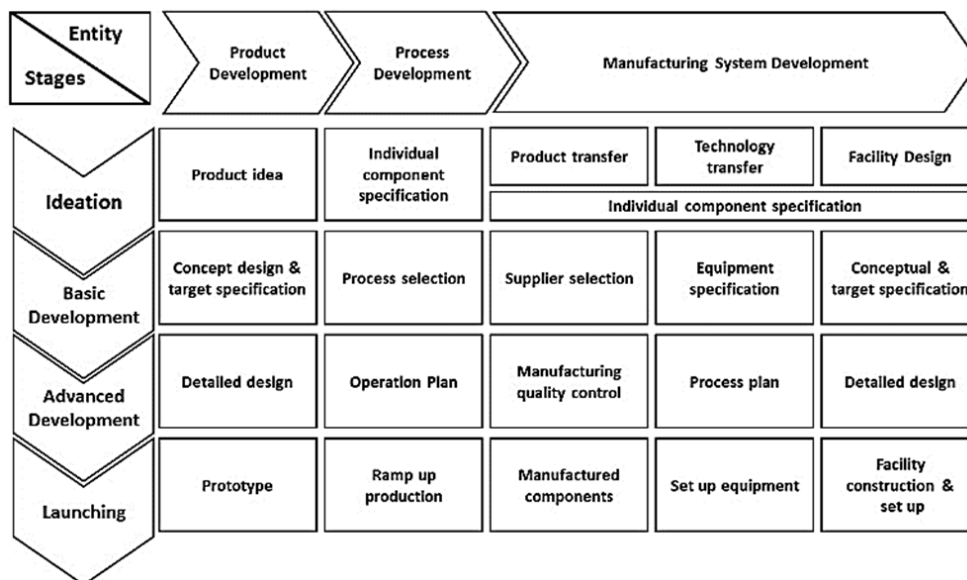 Entity
Stages
Product
Development
Process
Development
Manufacturing System Development
Ideation
Product idea
Individual
component
specification
Product transfer
Technology
transfer
Facility Design
Individual component specification
Basic
Development
Concept design &
target specification
Process selection
Supplier selection
Equipment
specification
Conceptual &
target specification
Advanced
Development
Detailed design
Operation Plan
Manufacturing
quality control
Process plan
Detailed design
Launching
Prototype
Ramp up
production
Manufactured
components
Set up equipment
Facility
construction &
set up